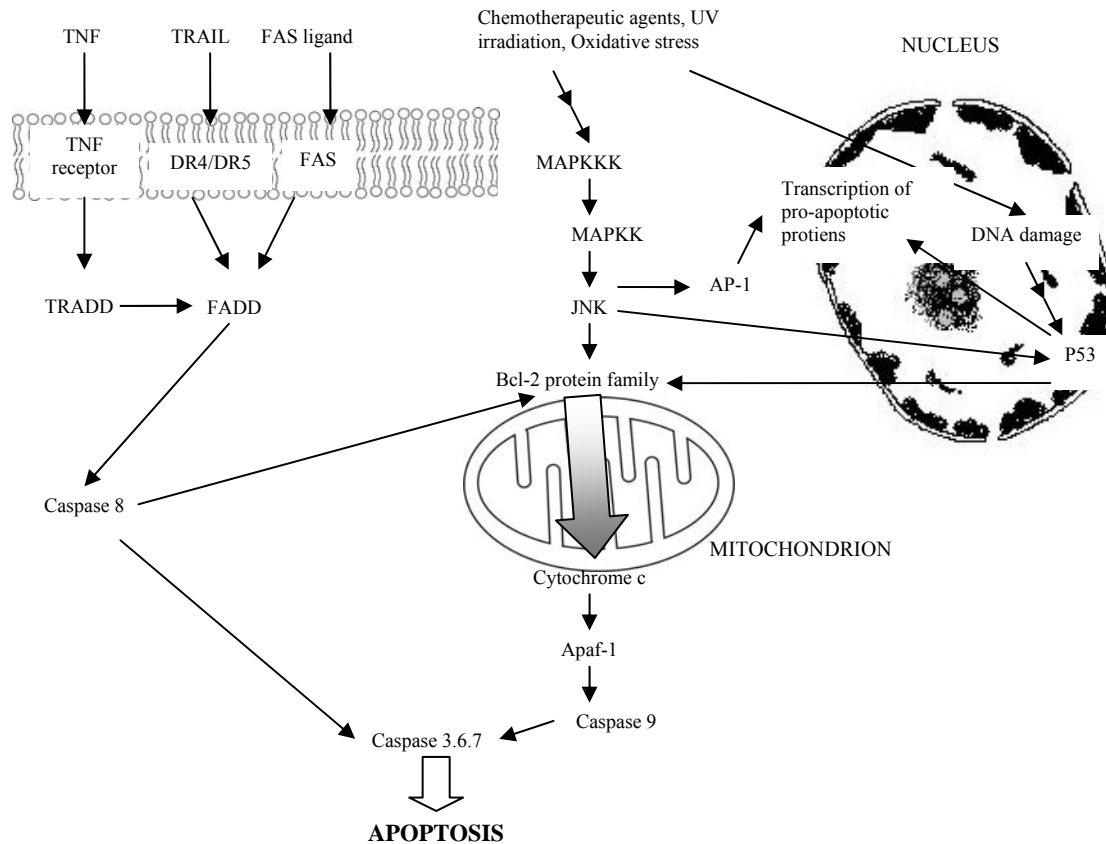 Chemotherapeutic agents, UV
irradiation, Oxidative stress
TNF
TRAIL
FAS ligand
NUCLEUS
TNF
receptor
DR4/DR5
FAS
MAPKKK
Transcription of
pro-apoptotic
protiens
MAPKK
DNA damage
AP-1
TRADD
FADD
JNK
P53
Bcl-2 protein family
Caspase 8
MITOCHONDRION
Cytochrome c
Apaf-1
Caspase 9
Caspase 3.6.7
APOPTOSIS